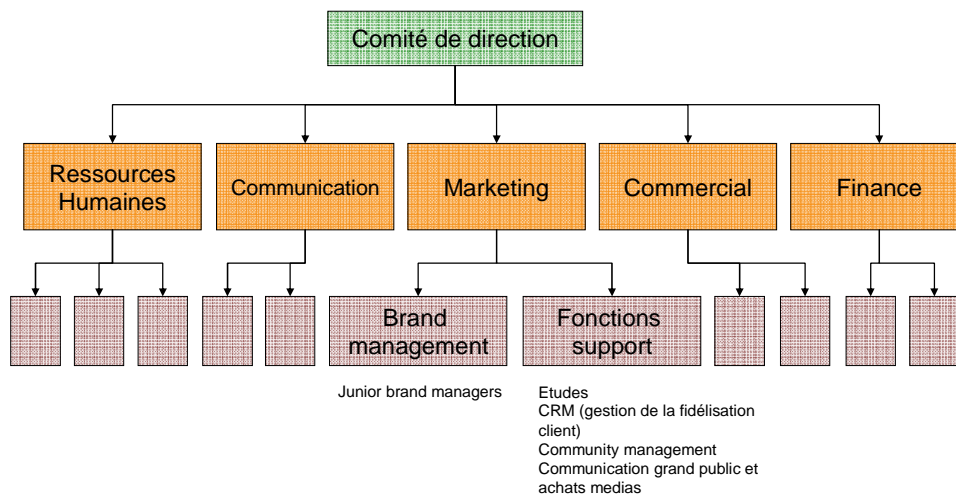 Comité de direction
Ressources
Humaines
Communication
Marketing
Commercial
Finance
Brand
management
Fonctions
support
Junior brand managers
Etudes
CRM (gestion de la fidélisation
client)
Community management
Communication grand public et
achats medias